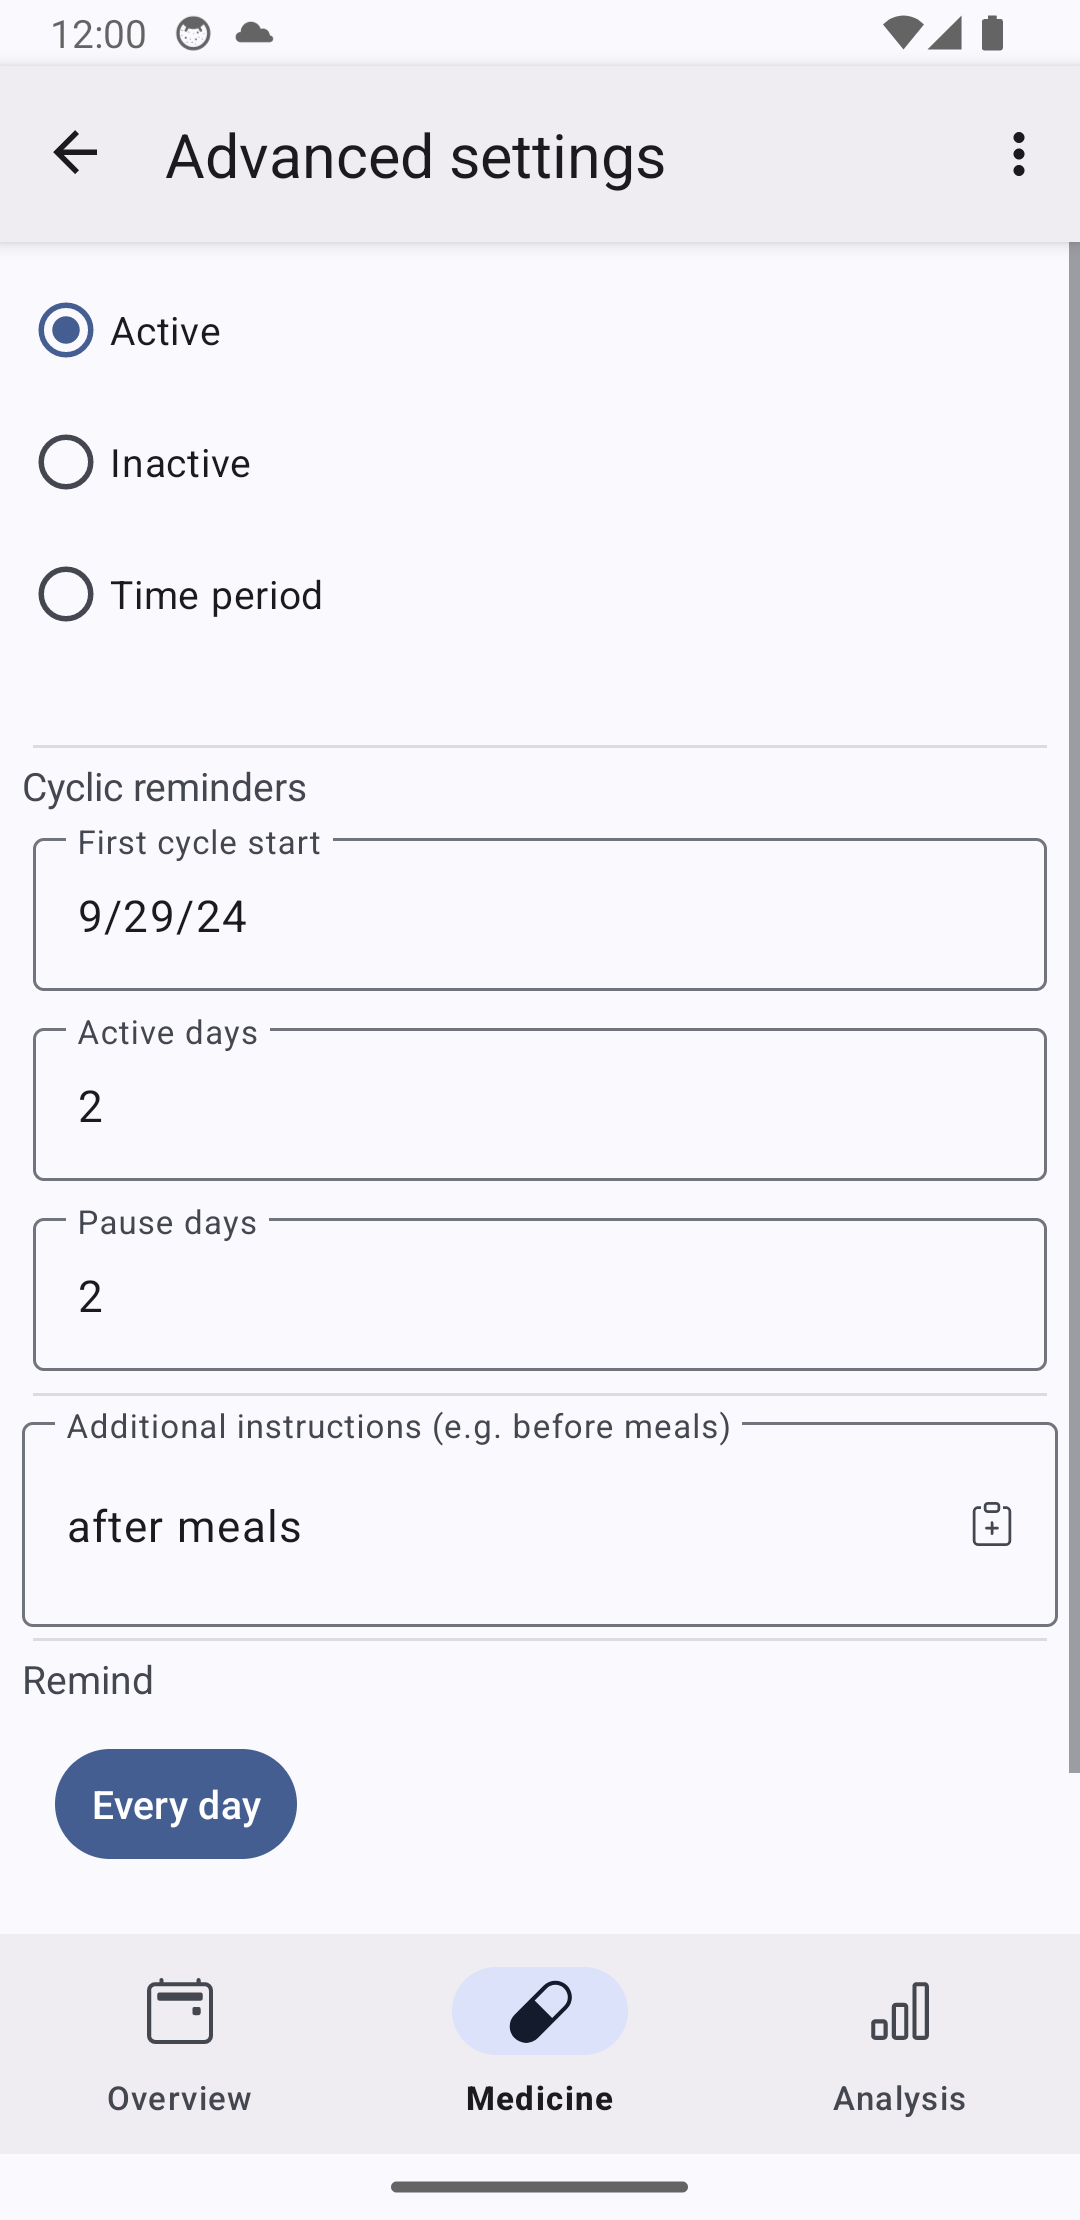 12:00
Advanced settings
Active
Inactive
Time period
Cyclic reminders
First cycle start
9/29/24
Active days
2
Pause days
2
Additional instructions (e.g. before meals)
after meals
Remind
Every day
Overview
Medicine
Analysis